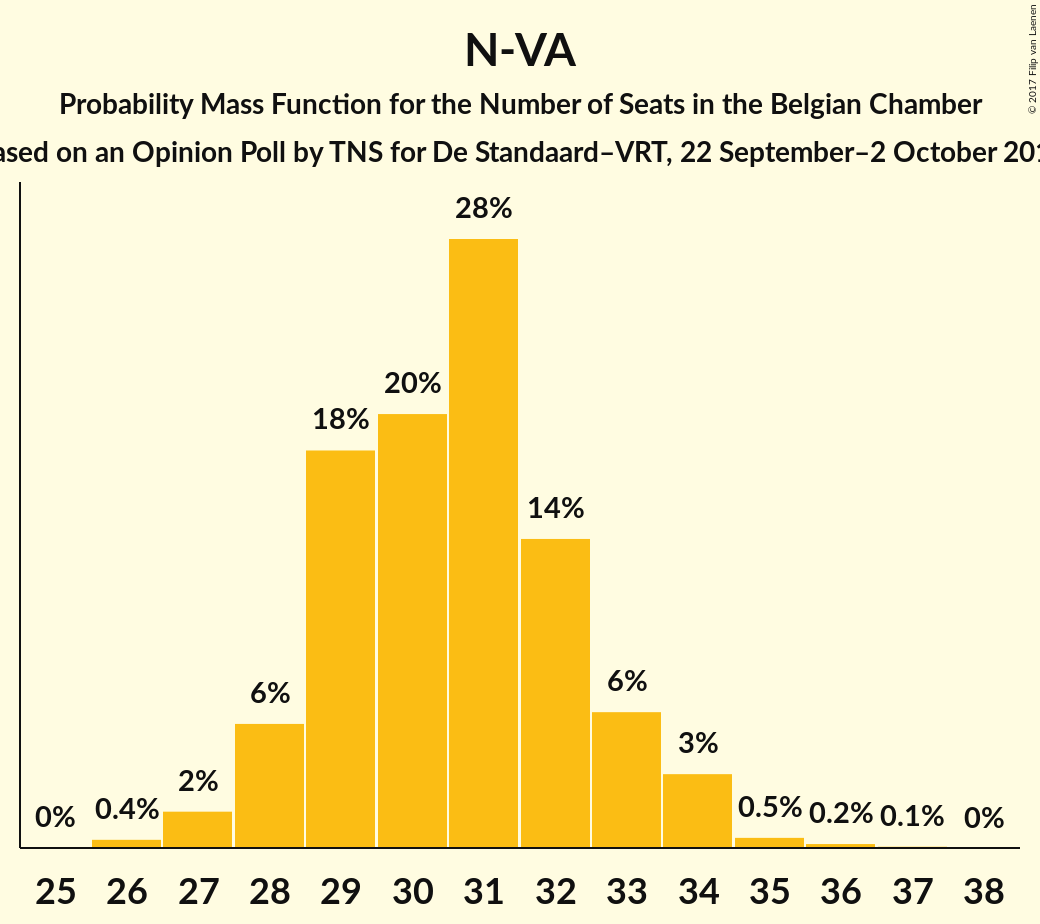 N-VA
Probability Mass Function for the Number of Seats in the Belgian Chamber
on an Opinion Poll by TNS for De Standaard–VRT, 22 September–2 October
© 2017 Filip van Laenen
28%
20%
18%
14%
6%
6%
3%
2%
0%
0.4%
0.5%
0.2%
0.1%
0%
25 26 27 28 29 30 31 32 33 34 35 36 37 38